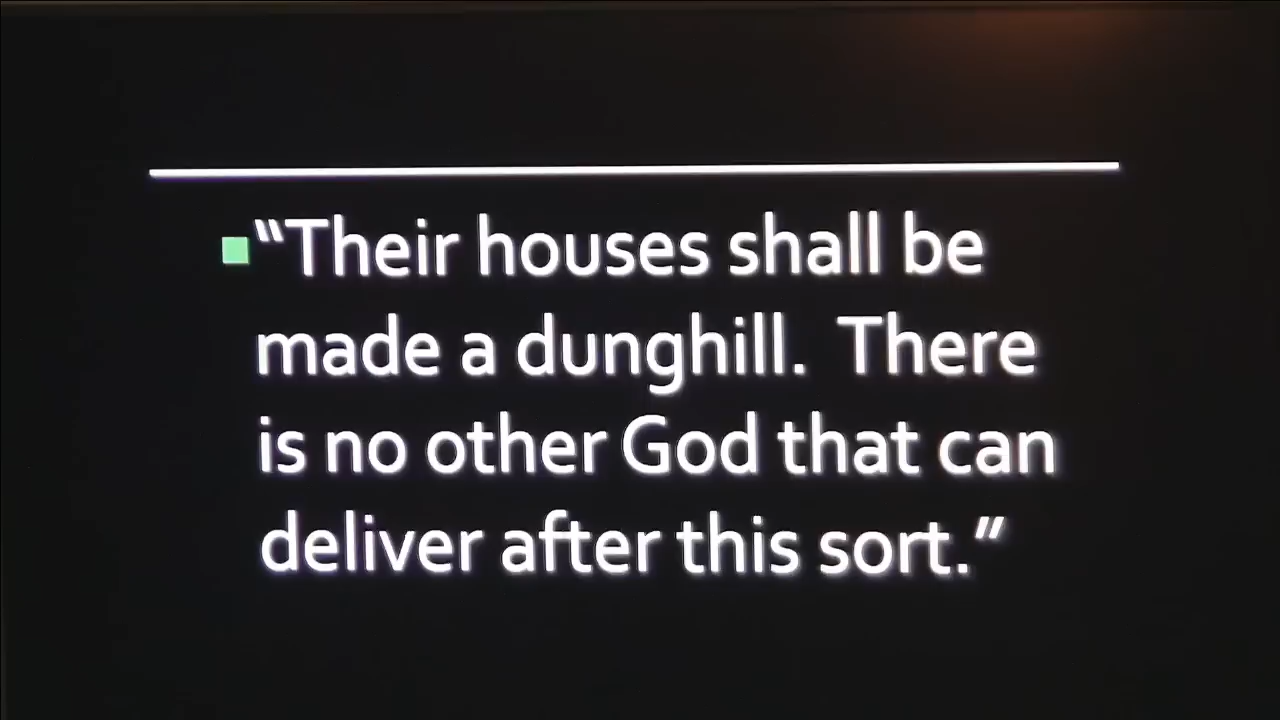 “Their houses shall be
made a dunghill.  There
is no other God that can
deliver after this sort.”